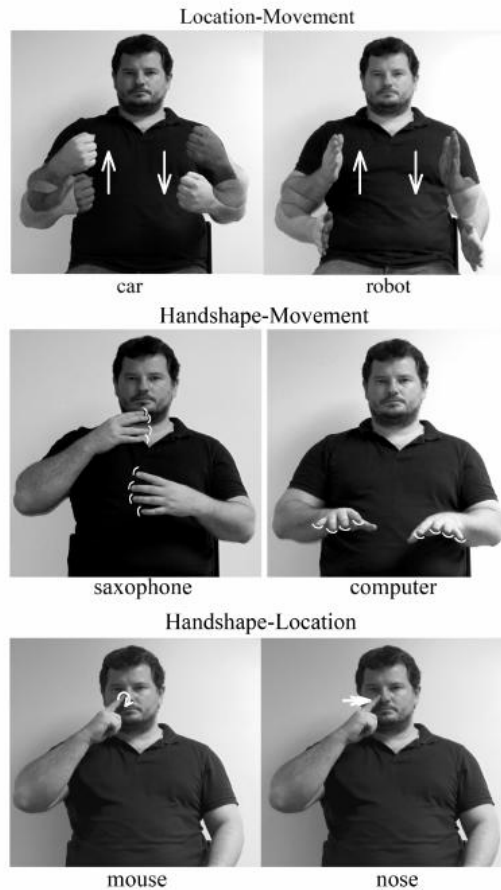 Location-Movement
car robot
Handshape-Movement
saxophone computer
Handshape-Location
mouse nose